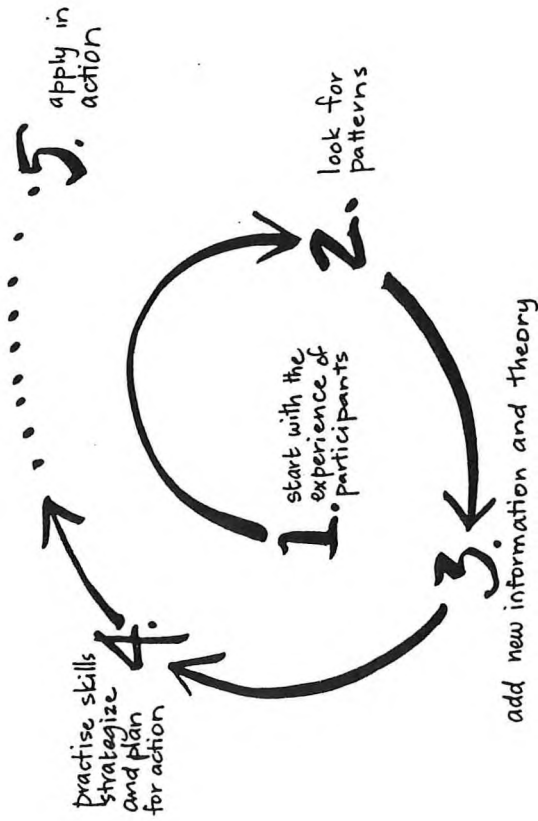 1. start with the
experience of
participants
2. look for
patterns
3.
add new information and theory
4.
practise skills
strategize
and plan
for action
5. apply in
action